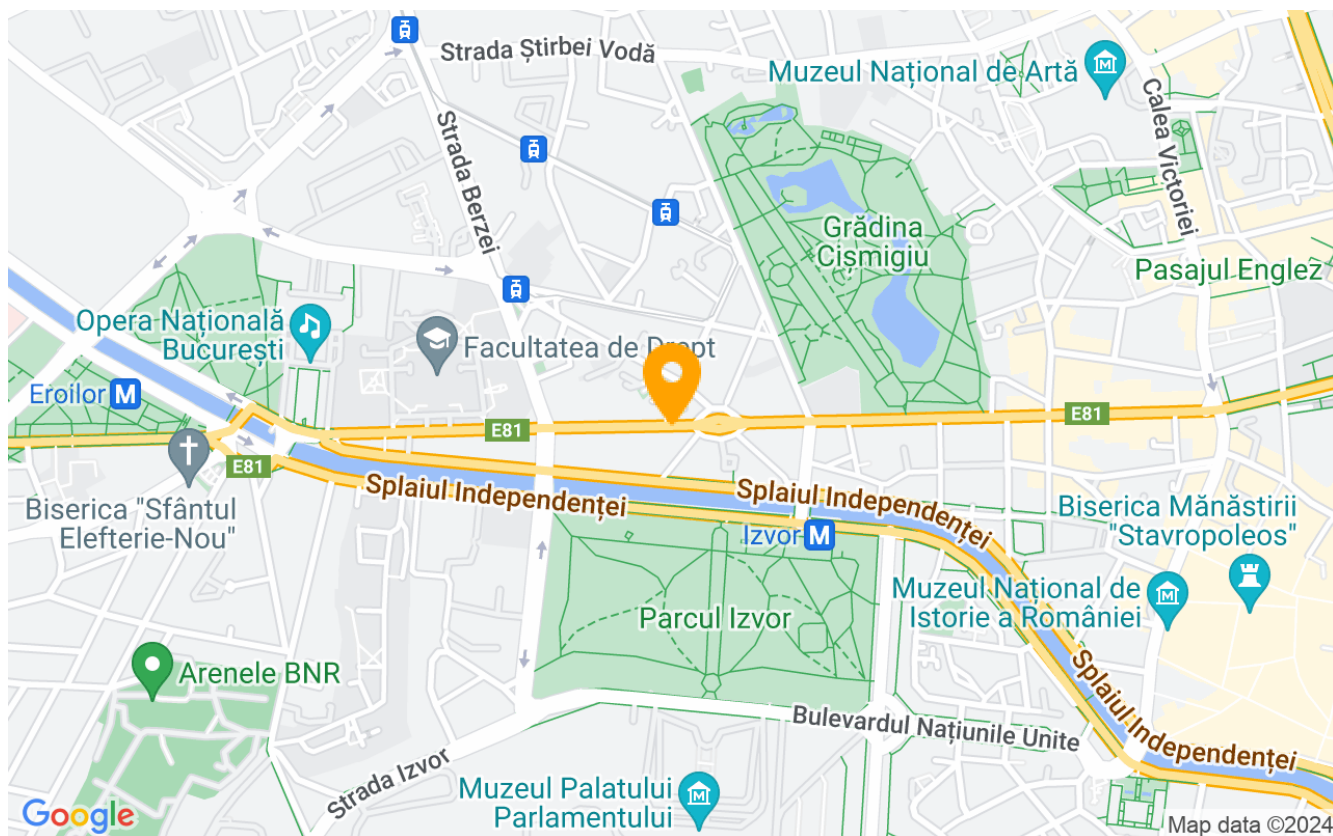 Strada Știrbei Vodă
Muzeul Național de Artă
Calea Victoriei
Strada Berzei
Grădina
Cișmigiu
Pasajul Englez
Opera Națională
București
Facultatea de Drept
Eroilor M
E81
E81
E81
Splaiul Independenței
Splaiul Independenței
Biserica "Sfântul
Elefterie-Nou"
Izvor M
Biserica Mănăstirii
"Stavropoleos"
Muzeul Național de
Istorie a României
M
Parcul Izvor
Arenele BNR
Splaiul Independenței
Bulevardul Națiunile Unite
Strada Izvor
Muzeul Palatului
Parlamentului
M
Google
Map data ©2024